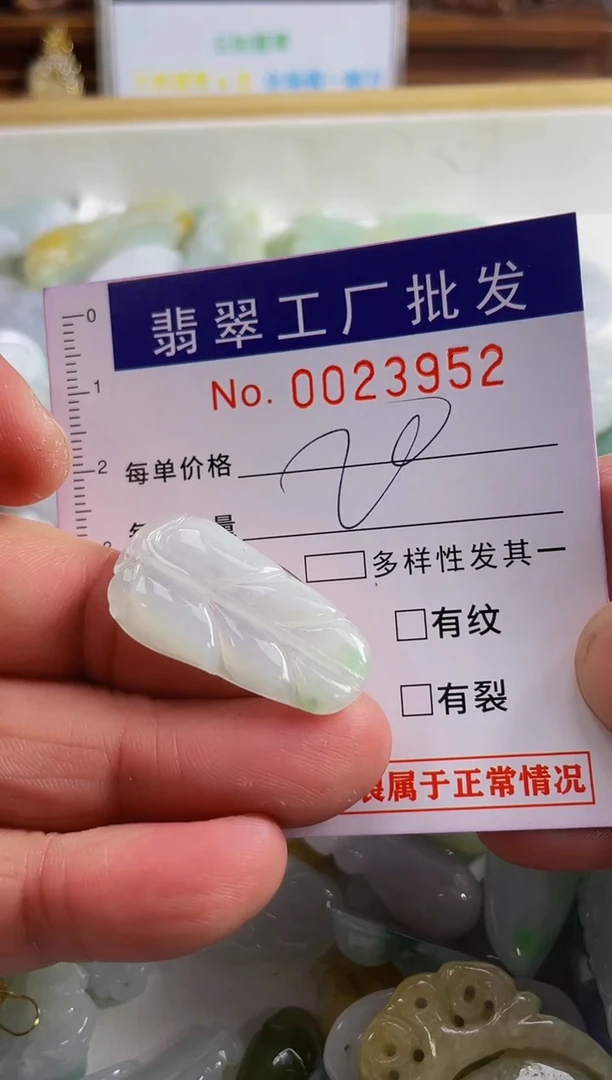 翡翠工厂批发
0
1
No. 0023952
2
每单价格
量
多样性发其一
有纹
有裂
属于正常情况